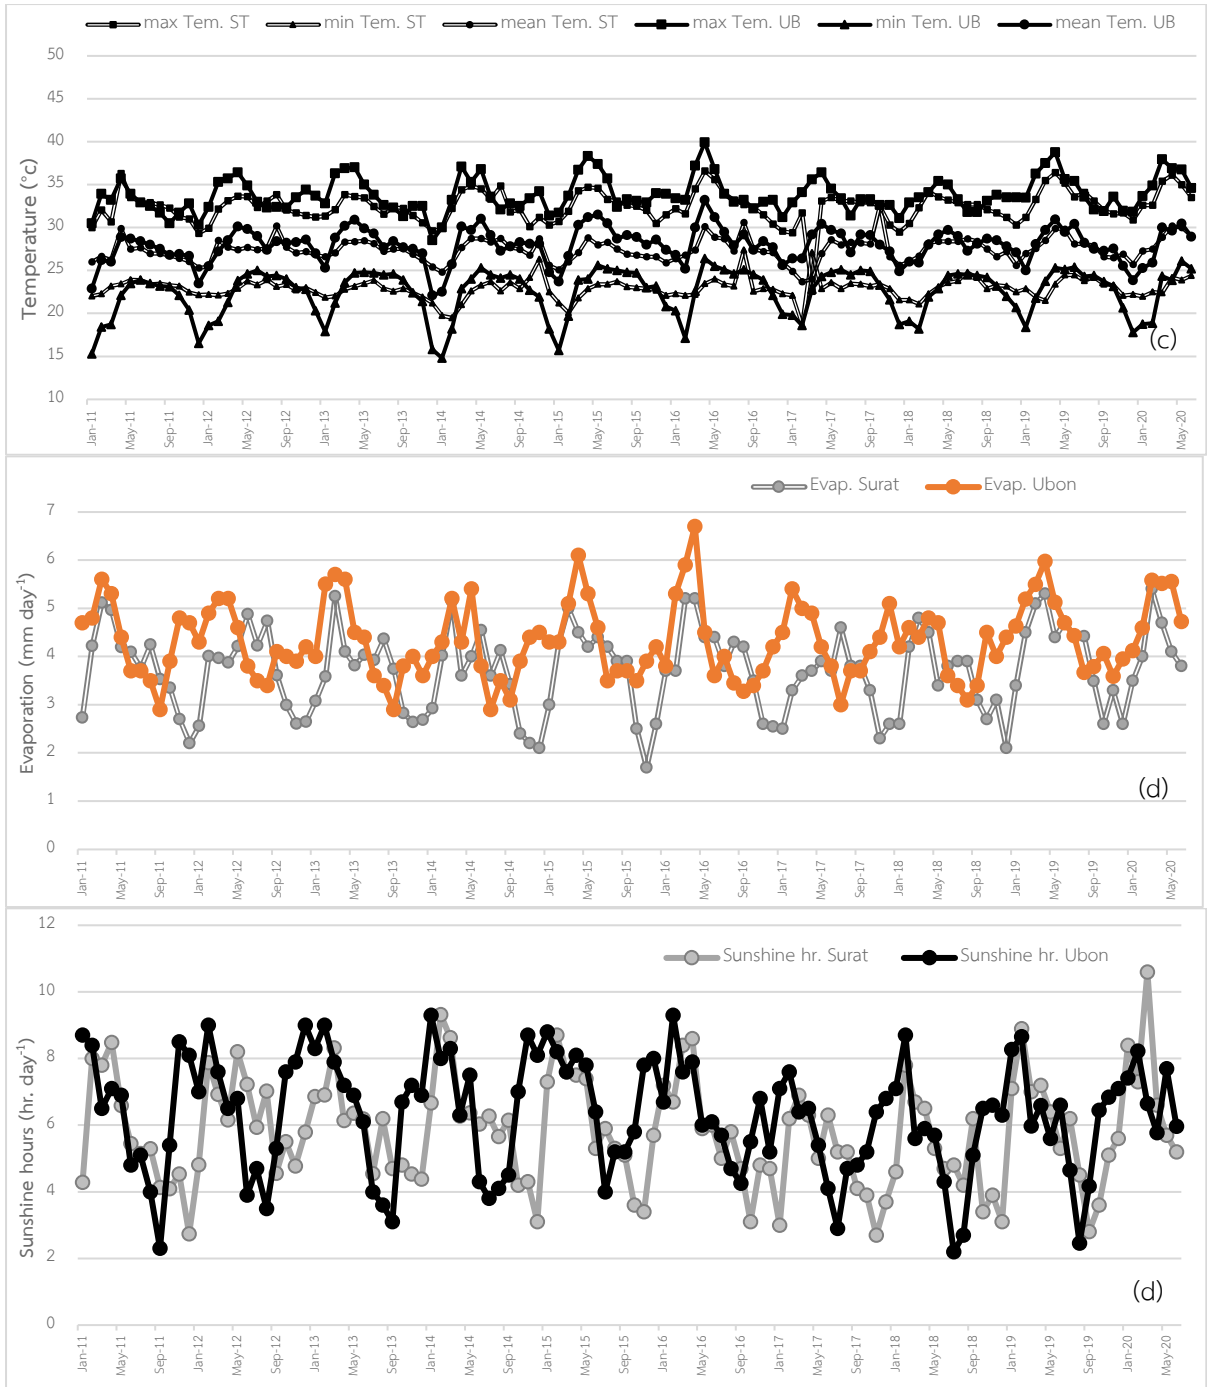 max Tem. ST min Tem. ST mean Tem. ST max Tem. UB min Tem. UB mean Tem. UB
50
45
40
35
30
25
20
15
10
Temperature (°c)
(c)
Jan-11 May-11 Sep-11 Jan-12 May-12 Sep-12 Jan-13 May-13 Sep-13 Jan-14 May-14 Sep-14 Jan-15 May-15 Sep-15 Jan-16 May-16 Sep-16 Jan-17 May-17 Sep-17 Jan-18 May-18 Sep-18 Jan-19 May-19 Sep-19 Jan-20 May-20
Evap. Surat Evap. Ubon
7
6
5
4
3
2
1
0
Evaporation (mm day⁻¹)
(d)
Jan-11 May-11 Sep-11 Jan-12 May-12 Sep-12 Jan-13 May-13 Sep-13 Jan-14 May-14 Sep-14 Jan-15 May-15 Sep-15 Jan-16 May-16 Sep-16 Jan-17 May-17 Sep-17 Jan-18 May-18 Sep-18 Jan-19 May-19 Sep-19 Jan-20 May-20
Sunshine hr. Surat Sunshine hr. Ubon
12
10
8
6
4
2
0
Sunshine hours (hr. day⁻¹)
(d)
Jan-11 May-11 Sep-11 Jan-12 May-12 Sep-12 Jan-13 May-13 Sep-13 Jan-14 May-14 Sep-14 Jan-15 May-15 Sep-15 Jan-16 May-16 Sep-16 Jan-17 May-17 Sep-17 Jan-18 May-18 Sep-18 Jan-19 May-19 Sep-19 Jan-20 May-20